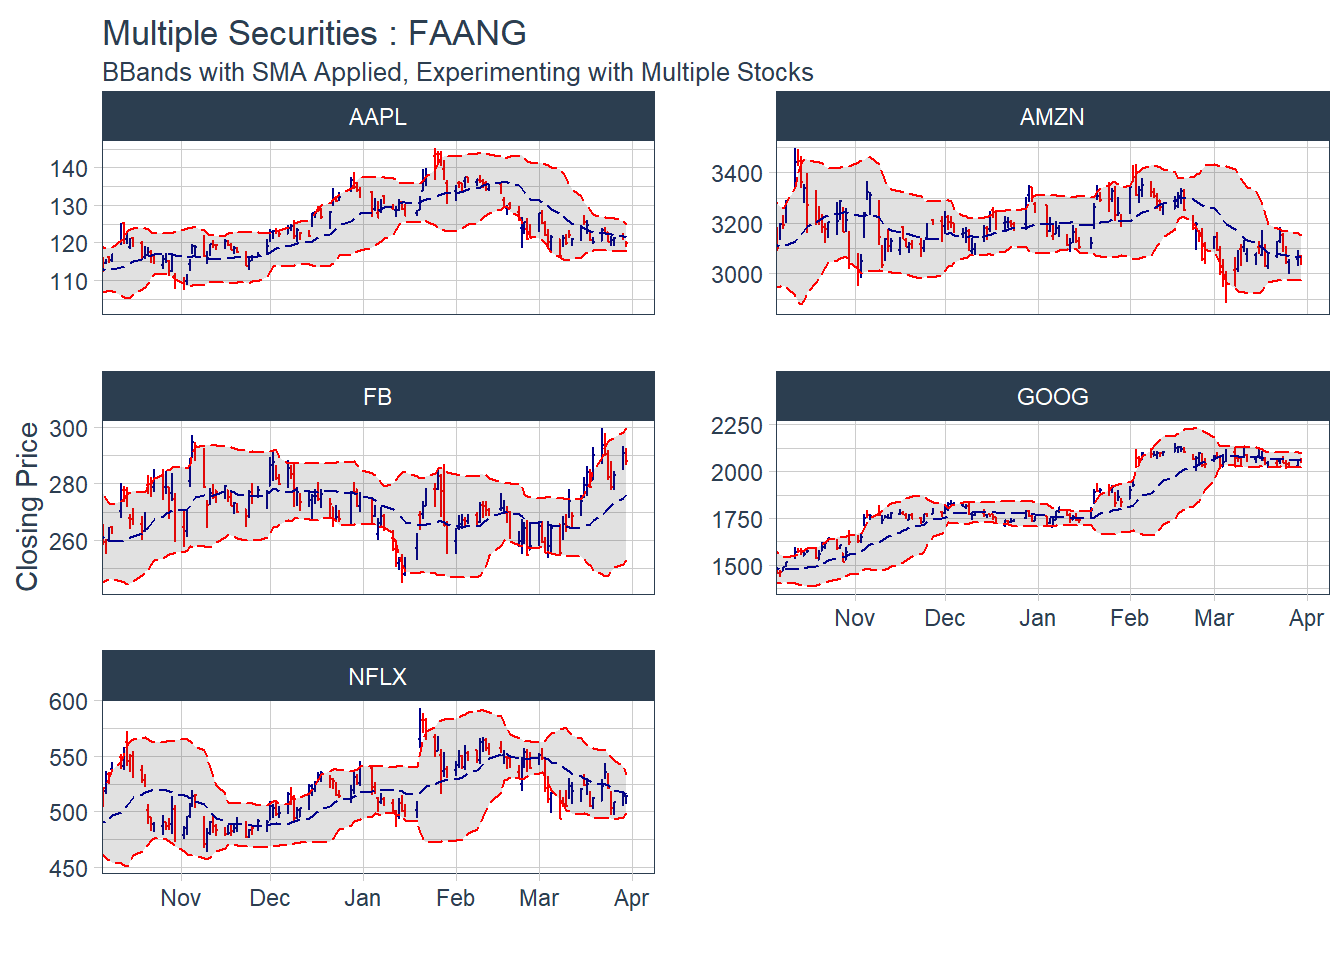 Multiple Securities : FAANG
BBands with SMA Applied, Experimenting with Multiple Stocks
AAPL
AMZN
140
130
120
110
3400
3200
3000
Closing Price
FB
GOOG
300
280
260
2250
2000
1750
1500
Nov Dec Jan Feb Mar Apr
NFLX
600
550
500
450
Nov Dec Jan Feb Mar Apr